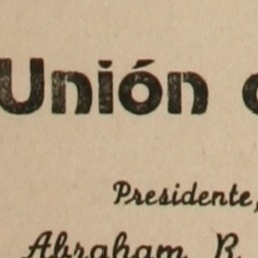 Unión
Presidente,
Abraham R.